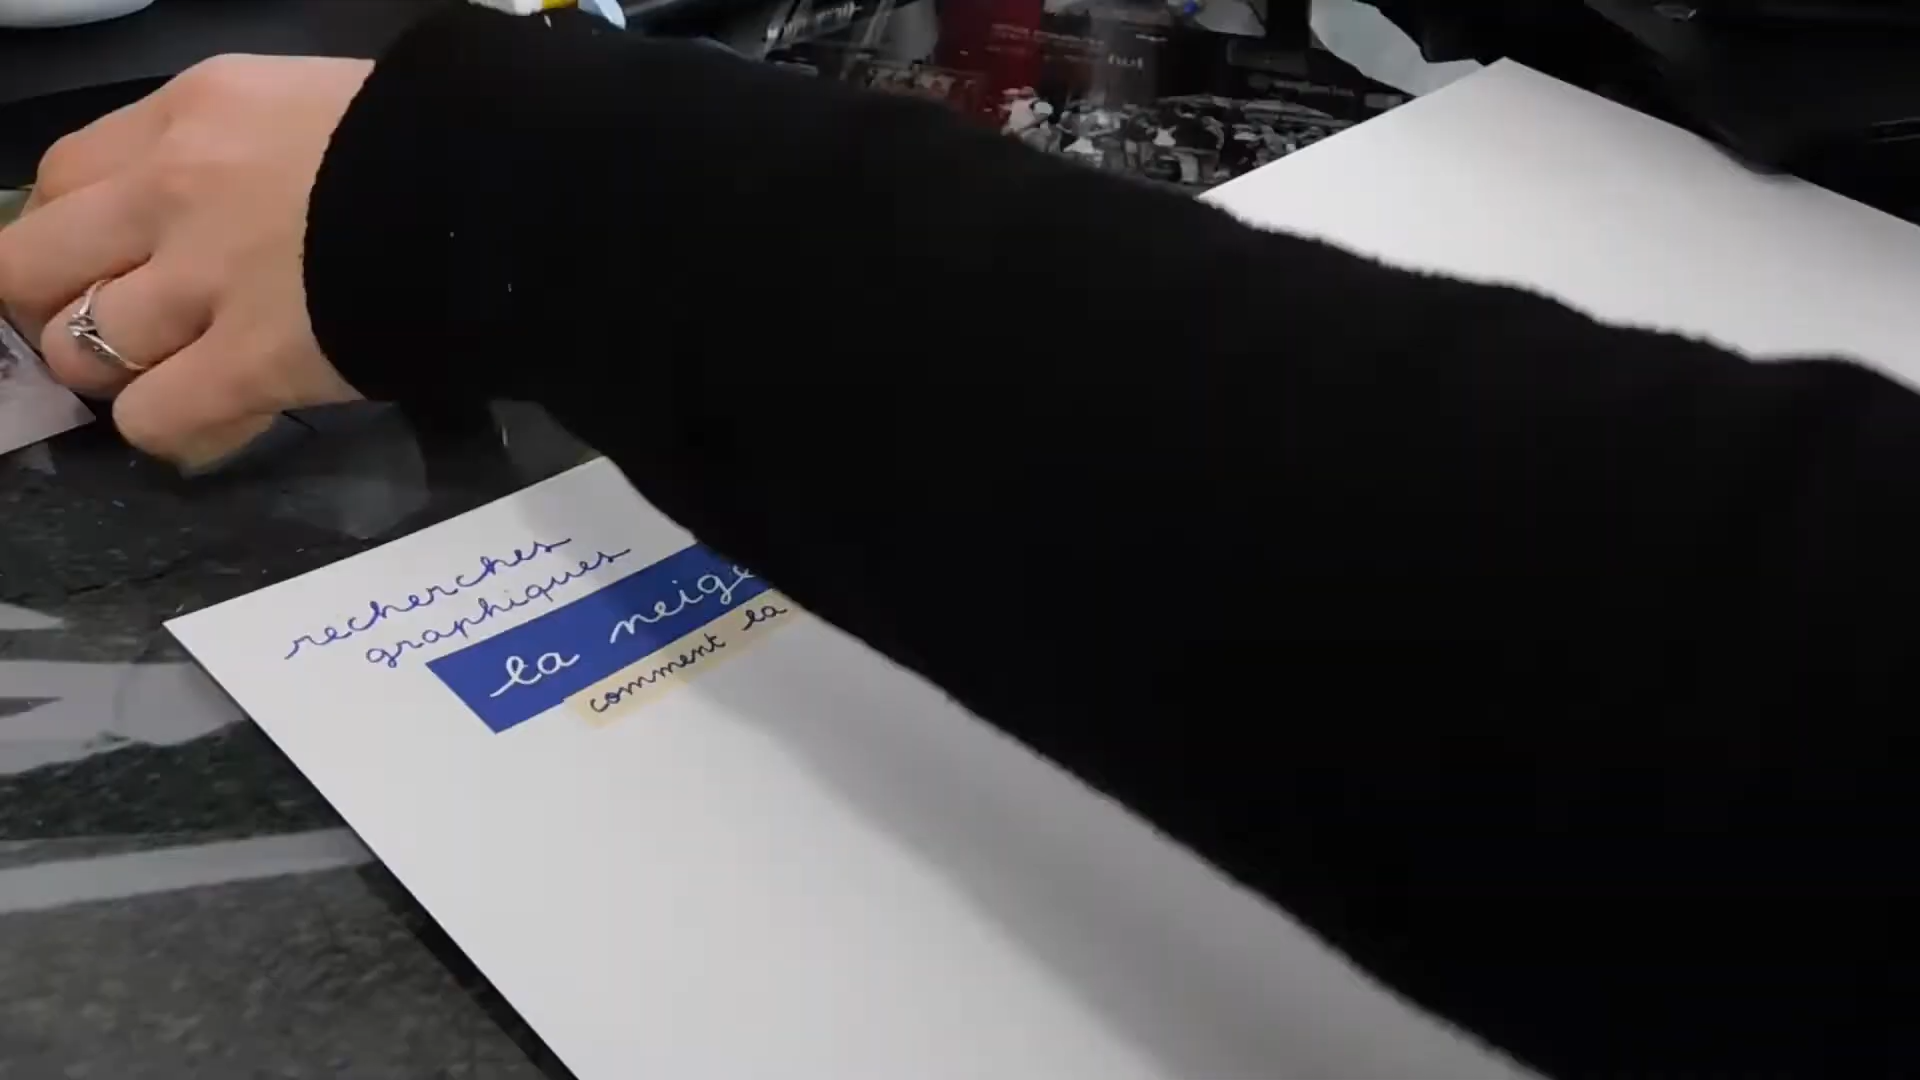 recherches
graphiques
la neige
comment la